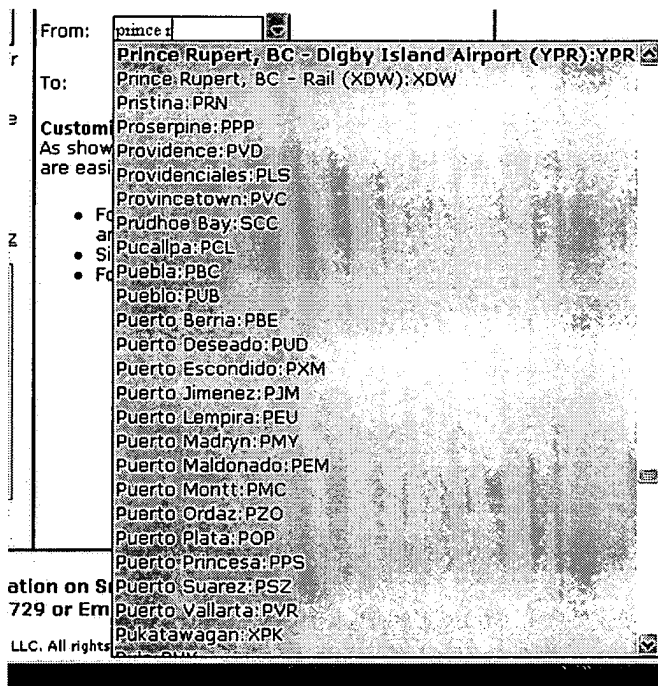 From:
prince r
Prince Rupert, BC - Digby Island Airport (YPR):YPR
Prince Rupert, BC - Rail (XDW):XDW
To:
Pristina:PRN
Customi
Proserpine:PPP
As show
Providence:PVD
are easi
Providenciales:PLS
Provincetown:PVC
Prudhoe Bay:SCC
Pucallpa:PCL
Si
Puebla:PBC
Fo
Pueblo:PUB
Puerto Berria:PBE
Puerto Deseado:PUD
Puerto Escondido:PXM
Puerto Jimenez:PJM
Puerto Lempira:PEU
Puerto Madryn:PMY
Puerto Maldonado:PEM
Puerto Montt:PMC
Puerto Ordaz:PZO
Puerto Plata:POP
Puerto Princesa:PPS
ation on S
Puerto Suarez:PSZ
729 or Em
Puerto Vallarta:PVR
Pukatawagan:XPK
LLC. All rights